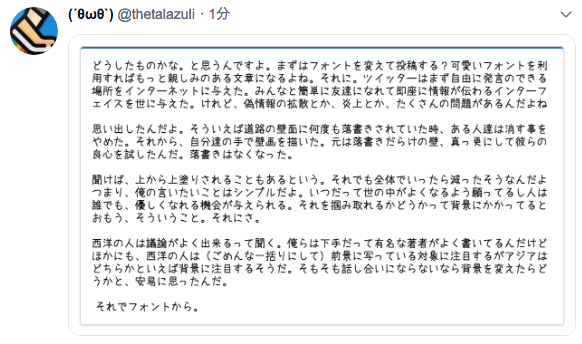 (´θωθ`) @thetalazuli · 1分
どうしたものかな。と思うんですよ。まずはフォントを変えて投稿する？可愛いフォントを利
用すればもっと親しみのある文章になるよね。それに。ツイッターはまず自由に発言のできる
場所をインターネットに与えた。みんなと簡単に友達になれて即座に情報が伝わるインターフ
ェイスを世に与えた。けれど、偽情報の拡散とか、炎上とか、たくさんの問題があるんだよね
思い出したんだよ。そういえば道路の壁面に何度も落書きされていた時、ある人達は消す事を
やめた。それから、自分達の手で壁画を描いた。元は落書きだらけの壁、真っ更にして彼らの
良心を試したんだ。落書きはなくなった。
聞けば、上から上塗りされることもあるという。それでも全体でいったら減ったそうなんだよ
つまり、俺の言いたいことはシンプルだよ。いつだって世の中がよくなるよう願ってるし人は
誰でも、優しくなれる機会が与えられる。それを掴み取れるかどうかって背景にかかってると
おもう、そういうこと。それにさ。
西洋の人は議論がよく出来るって聞く。俺らは下手だって有名な著者がよく書いてるんだけど
ほかにも、西洋の人は（ごめんな一括りにして）前景に写っている対象に注目するがアジアは
どちらかといえば背景に注目するそうだ。そもそも話し合いにならないなら背景を変えたらど
うかと、安易に思ったんだ。
それでフォントから。